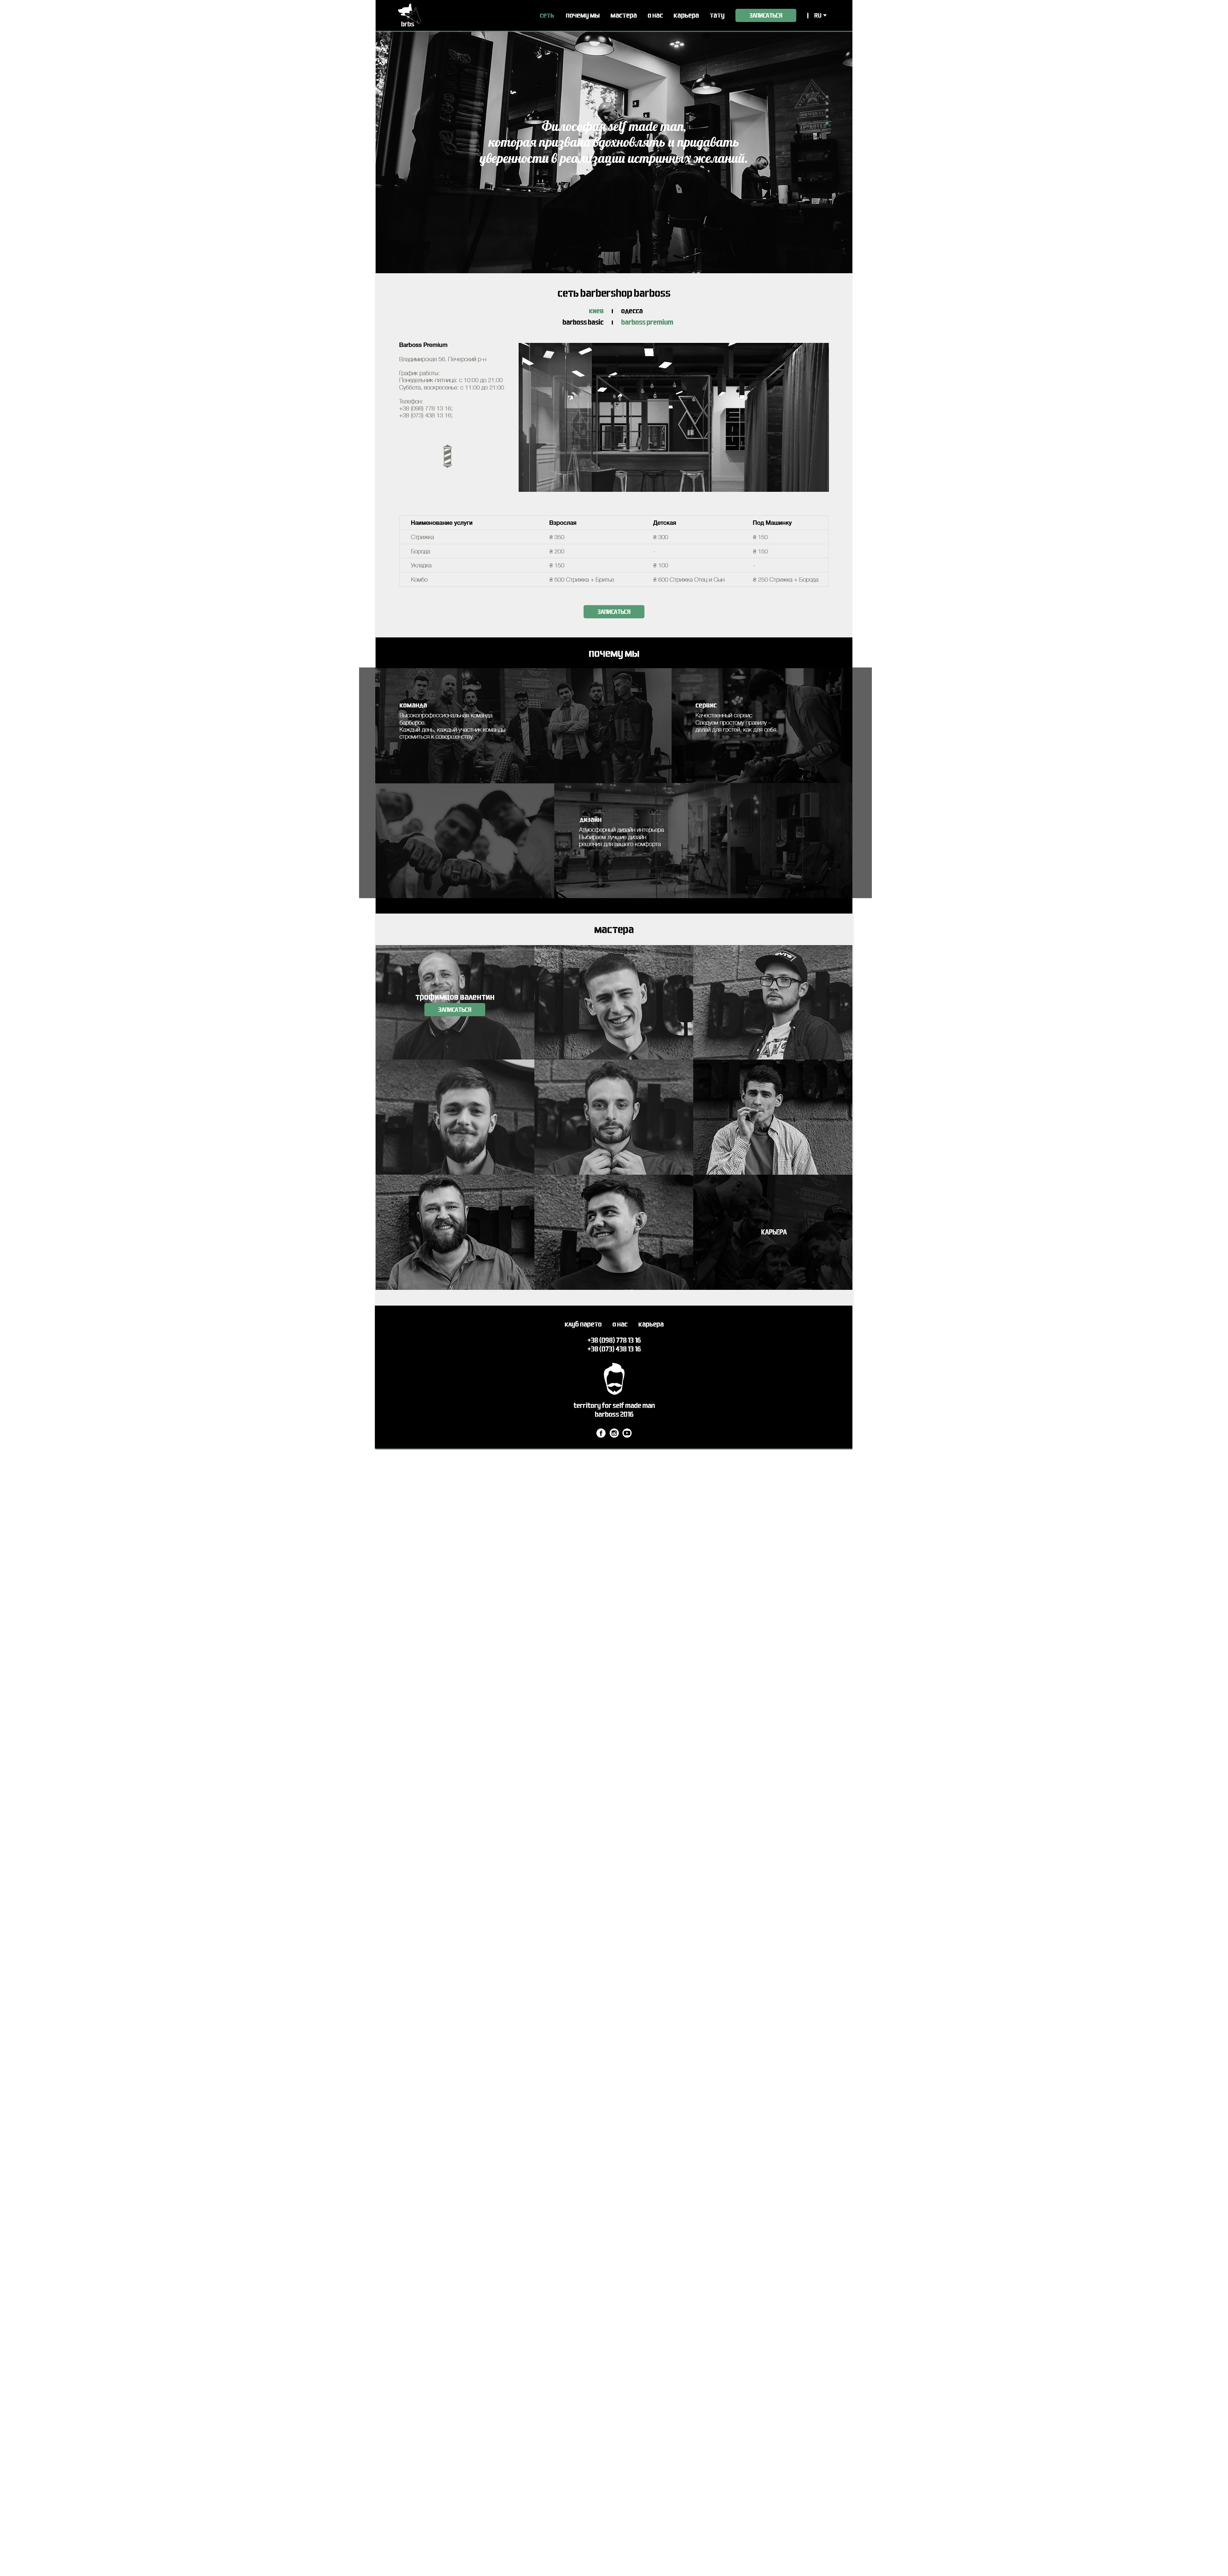 brbs
сеть почему мы мастера о нас карьера тату ЗАПИСАТЬСЯ | RU
Философия self made man,
которая призвана вдохновлять и придавать
уверенности в реализации истринных желаний.
сеть barbershop barboss
киев | одесса
barboss basic | barboss premium
Barboss Premium
Владимирская 56. Печерский р-н
График работы:
Понедельник пятница: с 10:00 до 21:00
Суббота, воскресенье: с 11:00 до 21:00
Телефон:
+38 (098) 778 13 16;
+38 (073) 438 13 16;
Наименование услуги Взрослая Детская Под Машинку
Стрижка ₴ 350 ₴ 300 ₴ 150
Борода ₴ 200 - ₴ 150
Укладка ₴ 150 ₴ 100 -
Комбо ₴ 500 Стрижка + Бритье ₴ 600 Стрижка Отец и Сын ₴ 250 Стрижка + Борода
ЗАПИСАТЬСЯ
почему мы
команда
Высокопрофессиональная команда
барборов.
Каждый день, каждый участник команды
стремиться к совершенству.
сервис
Качественный сервис
Следуем простому правилу –
делай для гостей, как для себя.
дизайн
Атмосферный дизайн интерьера
Выбираем лучшие дизайн
решения для вашего комфорта
мастера
трофимцов валентин
ЗАПИСАТЬСЯ
КАРЬЕРА
клуб парето о нас карьера
+38 (098) 778 13 16
+38 (073) 438 13 16
territory for self made man
barboss 2016